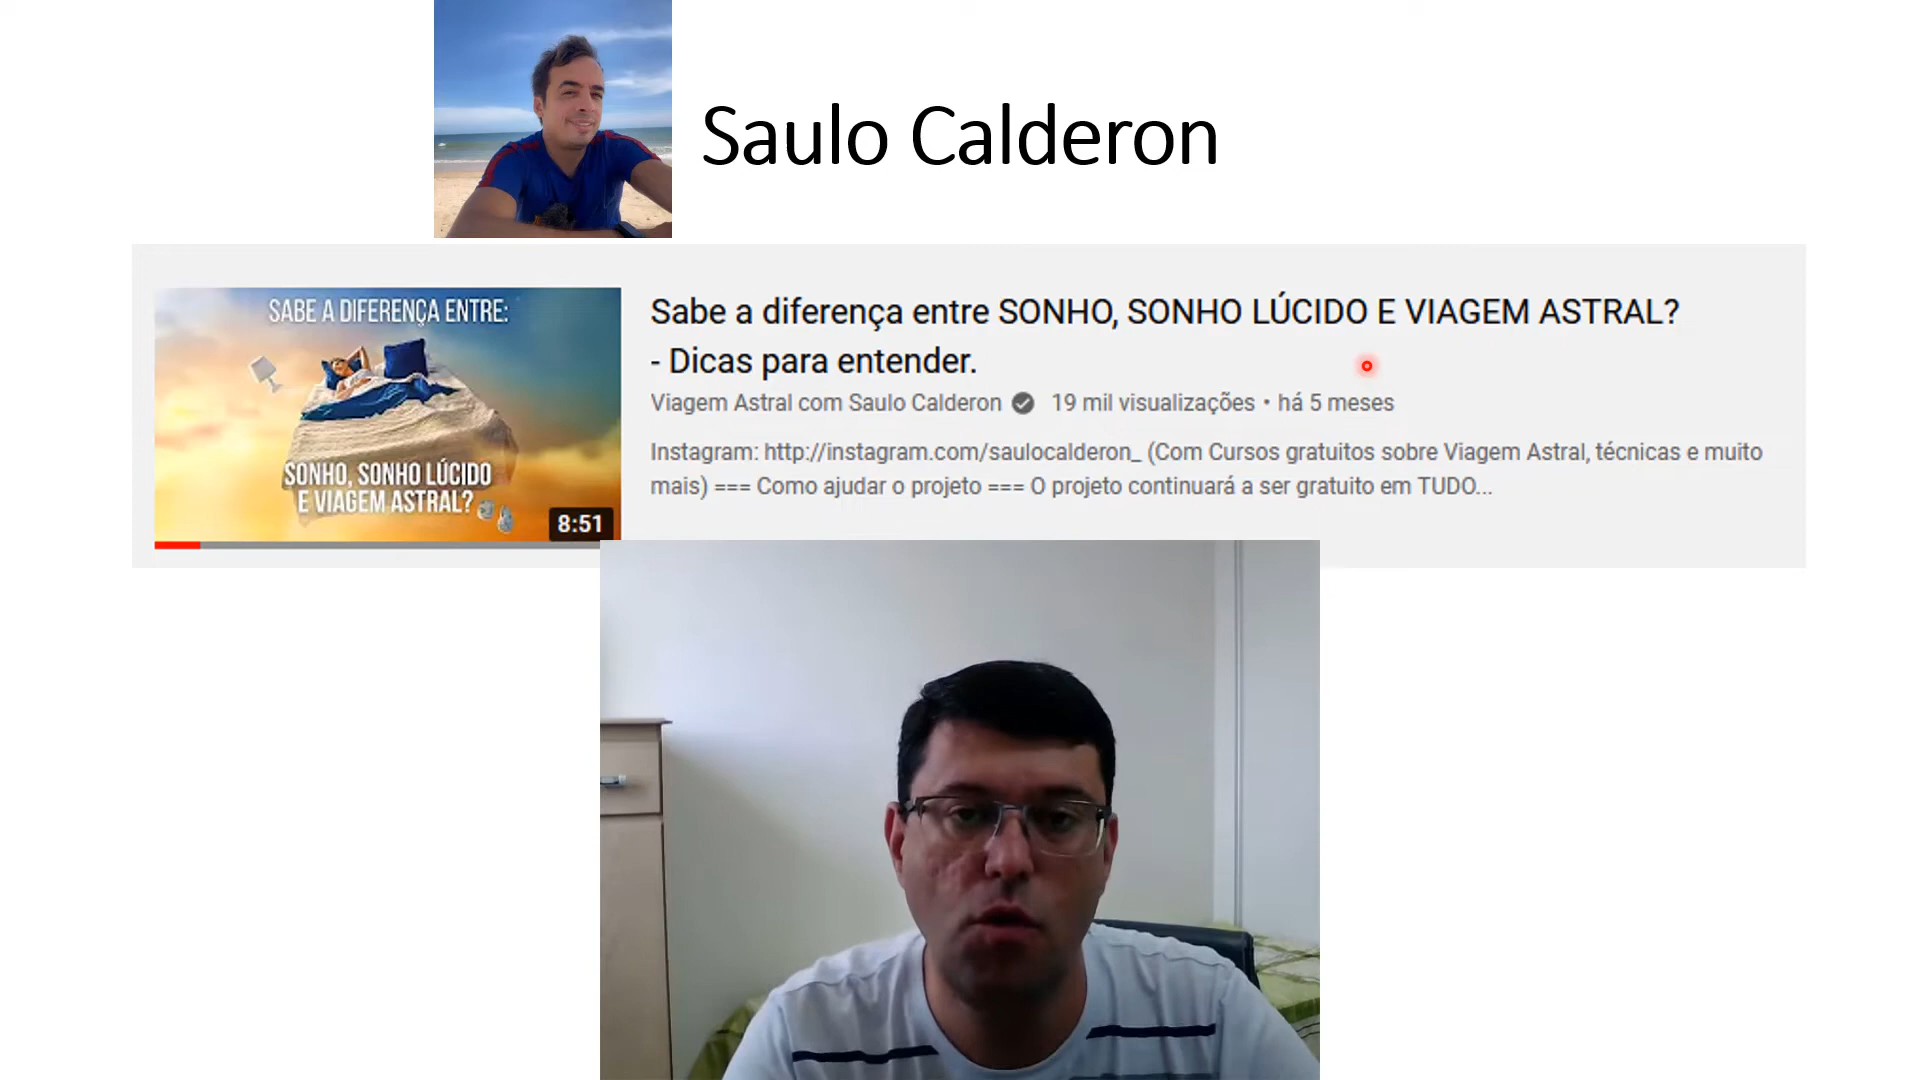 Saulo Calderon
SABE A DIFERENÇA ENTRE:
SONHO, SONHO LÚCIDO
E VIAGEM ASTRAL?
8:51
Sabe a diferença entre SONHO, SONHO LÚCIDO E VIAGEM ASTRAL?
- Dicas para entender.
Viagem Astral com Saulo Calderon 19 mil visualizações • há 5 meses
Instagram: http://instagram.com/saulocalderon_ (Com Cursos gratuitos sobre Viagem Astral, técnicas e muito
mais) === Como ajudar o projeto === O projeto continuará a ser gratuito em TUDO...